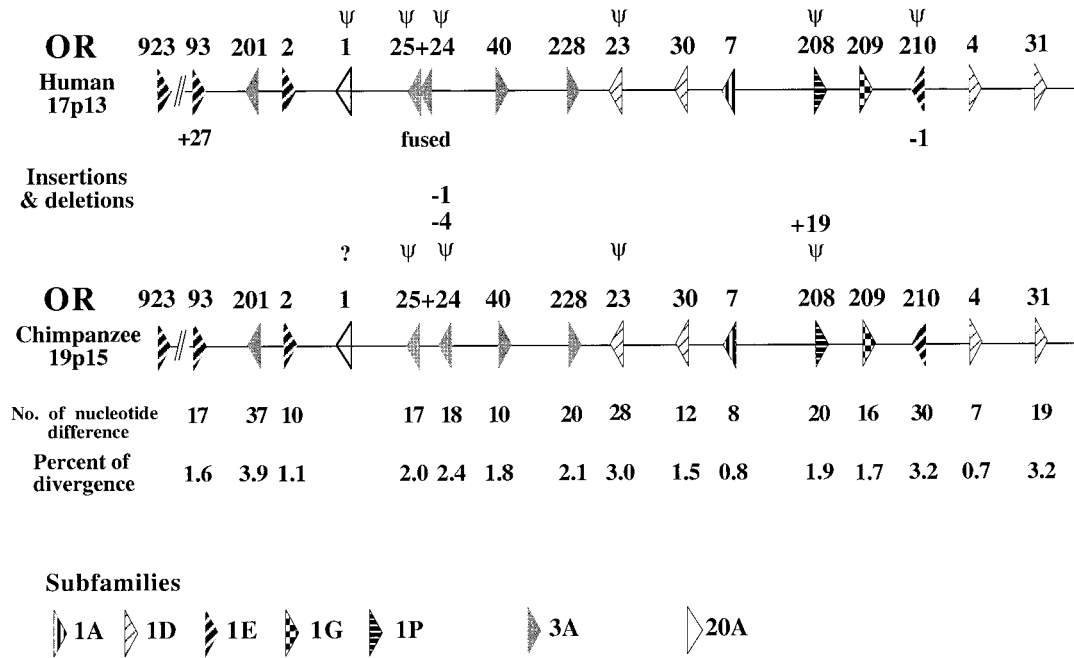 ψ ψ ψ ψ ψ ψ
OR 923 93 201 2 1 25+24 40 228 23 30 7 208 209 210 4 31
Human
17p13
+27 fused -1
Insertions
& deletions
-1
-4 +19
? ψ ψ ψ ψ
OR 923 93 201 2 1 25+24 40 228 23 30 7 208 209 210 4 31
Chimpanzee
19p15
No. of nucleotide
difference 17 37 10 17 18 10 20 28 12 8 20 16 30 7 19
Percent of
divergence 1.6 3.9 1.1 2.0 2.4 1.8 2.1 3.0 1.5 0.8 1.9 1.7 3.2 0.7 3.2
Subfamilies
1A 1D 1E 1G 1P 3A 20A